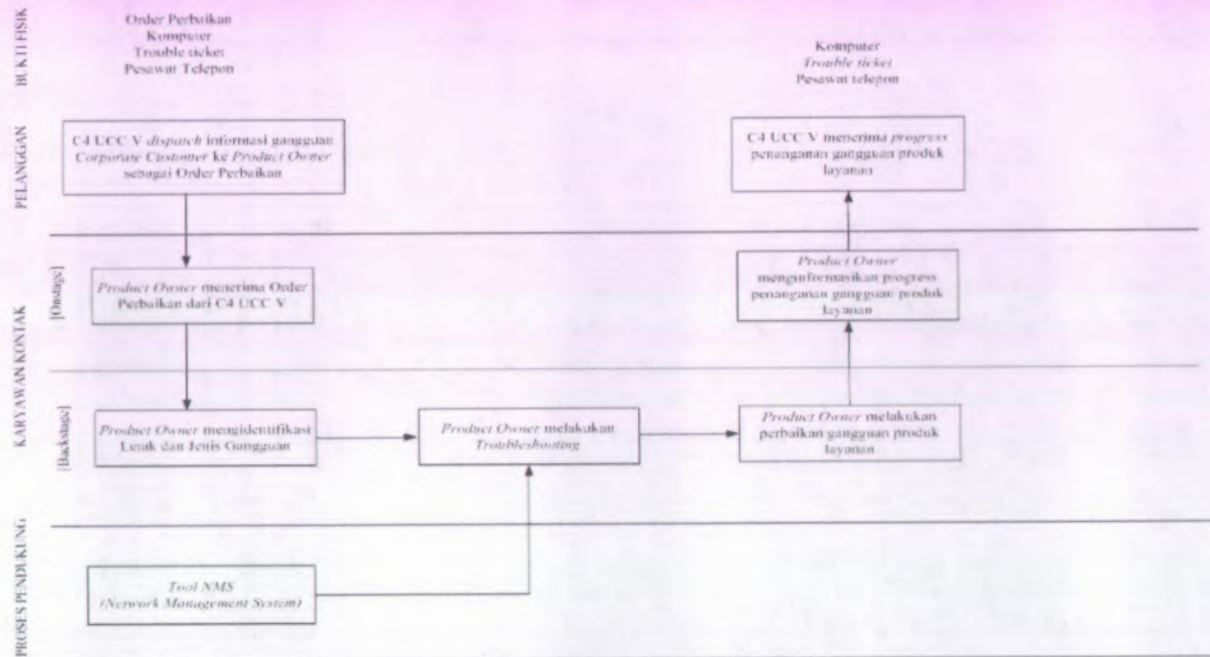 BUKTI FISIK
Order Perbaikan
Komputer
Trouble ticket
Pesawat Telepon
Komputer
Trouble ticket
Pesawat telepon
PELANGGAN
C4 UCC V dispatch informasi gangguan
Corporate Customer ke Product Owner
sebagai Order Perbaikan
C4 UCC V menerima progress
penanganan gangguan produk
layanan
KARYAWAN KONTAK
[Onstage]
Product Owner menerima Order
Perbaikan dari C4 UCC V
Product Owner
menginformasikan progress
penanganan gangguan produk
layanan
[Backstage]
Product Owner mengidentifikasi
Letak dan Jenis Gangguan
Product Owner melakukan
Troubleshooting
Product Owner melakukan
perbaikan gangguan produk
layanan
PROSES PENDUKUNG
Tool NMS
(Network Management System)